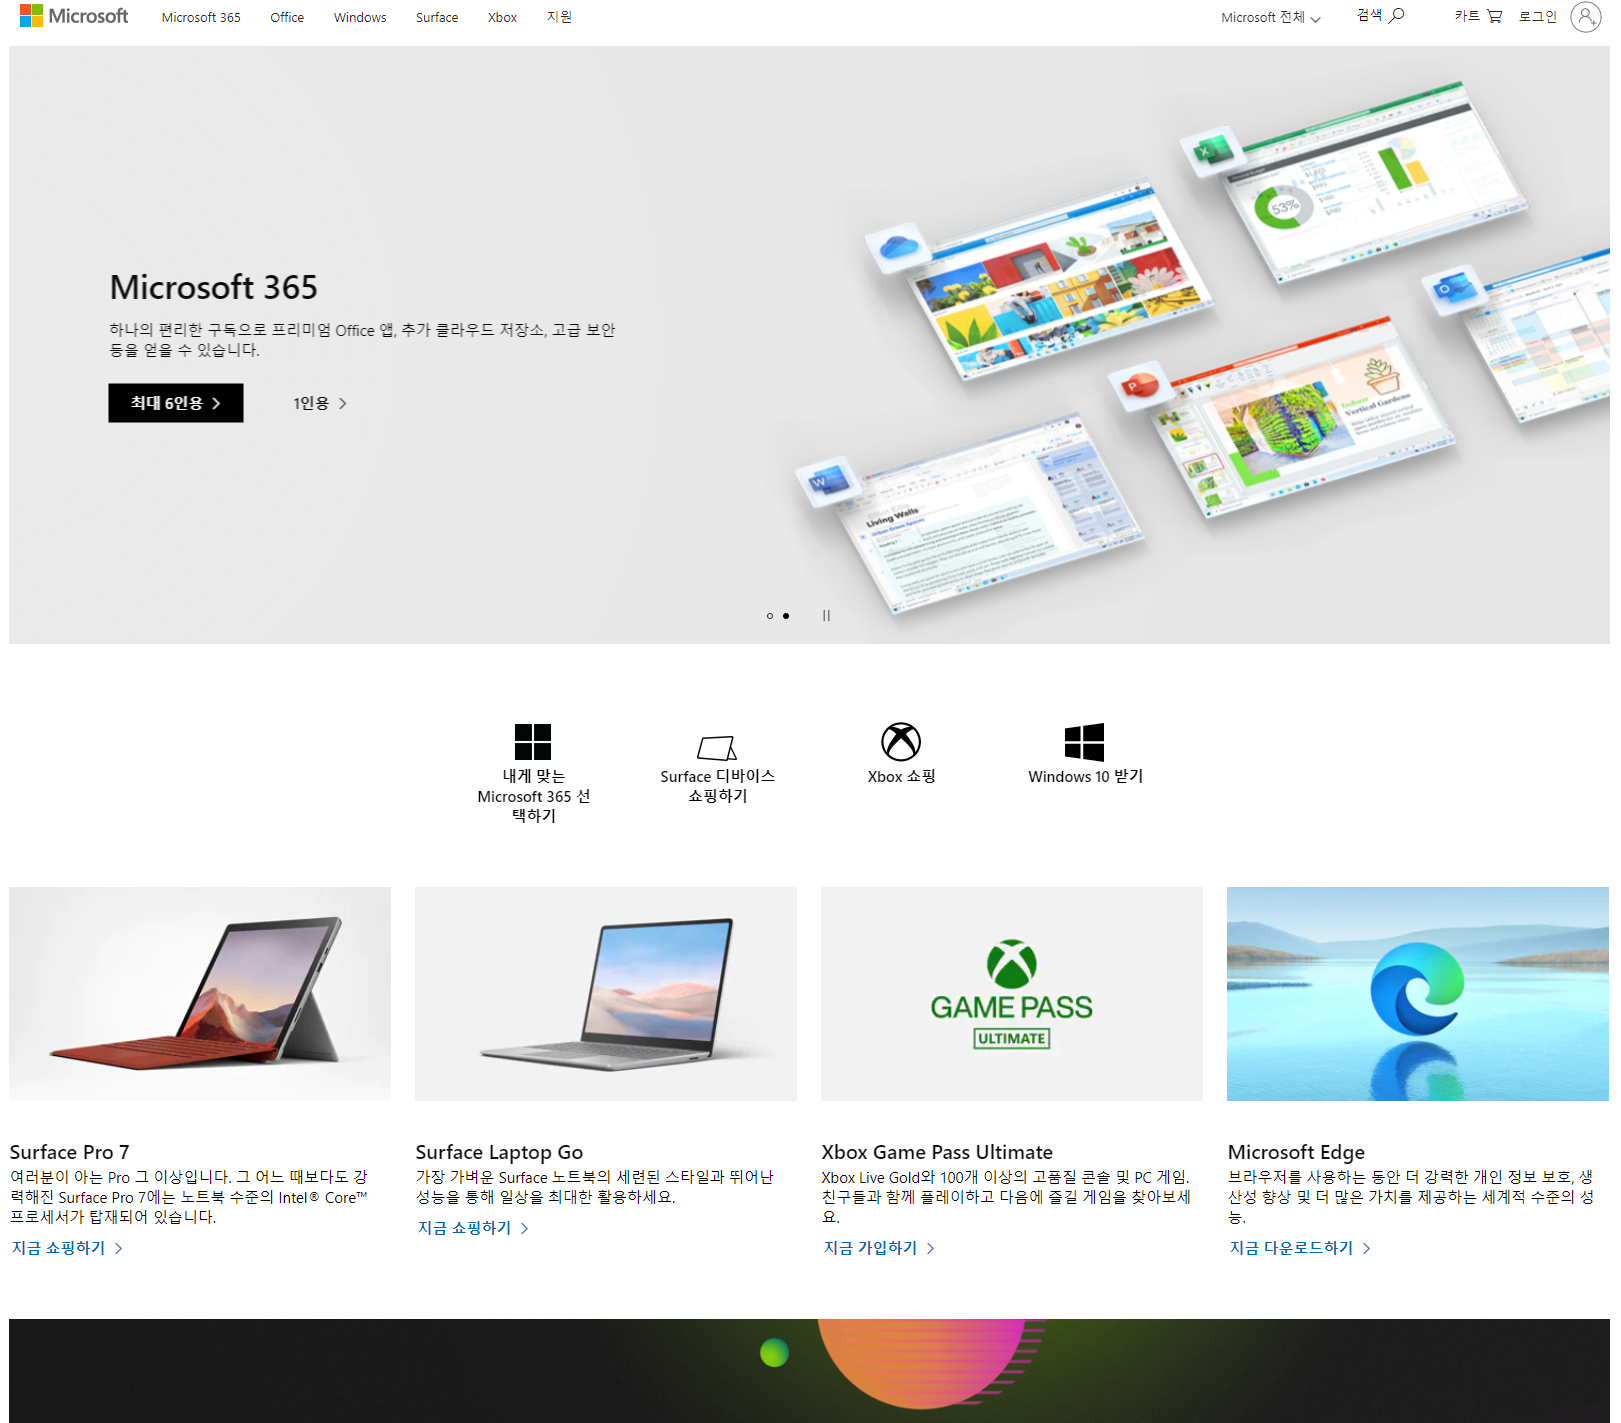 Microsoft
Microsoft 365
Office
Windows
Surface
Xbox
지원
Microsoft 전체
검색
카트
로그인
Microsoft 365
하나의 편리한 구독으로 프리미엄 Office 앱, 추가 클라우드 저장소, 고급 보안
등을 얻을 수 있습니다.
최대 6인용
1인용
53%
Indoor
Vertical Gardens
Living Walls
내게 맞는
Microsoft 365 선
택하기
Surface 디바이스
쇼핑하기
Xbox 쇼핑
Windows 10 받기
GAME PASS
ULTIMATE
Surface Pro 7
여러분이 아는 Pro 그 이상입니다. 그 어느 때보다도 강
력해진 Surface Pro 7에는 노트북 수준의 Intel® Core™
프로세서가 탑재되어 있습니다.
지금 쇼핑하기
Surface Laptop Go
가장 가벼운 Surface 노트북의 세련된 스타일과 뛰어난
성능을 통해 일상을 최대한 활용하세요.
지금 쇼핑하기
Xbox Game Pass Ultimate
Xbox Live Gold와 100개 이상의 고품질 콘솔 및 PC 게임.
친구들과 함께 플레이하고 다음에 즐길 게임을 찾아보세
요.
지금 가입하기
Microsoft Edge
브라우저를 사용하는 동안 더 강력한 개인 정보 보호, 생
산성 향상 및 더 많은 가치를 제공하는 세계적 수준의 성
능.
지금 다운로드하기